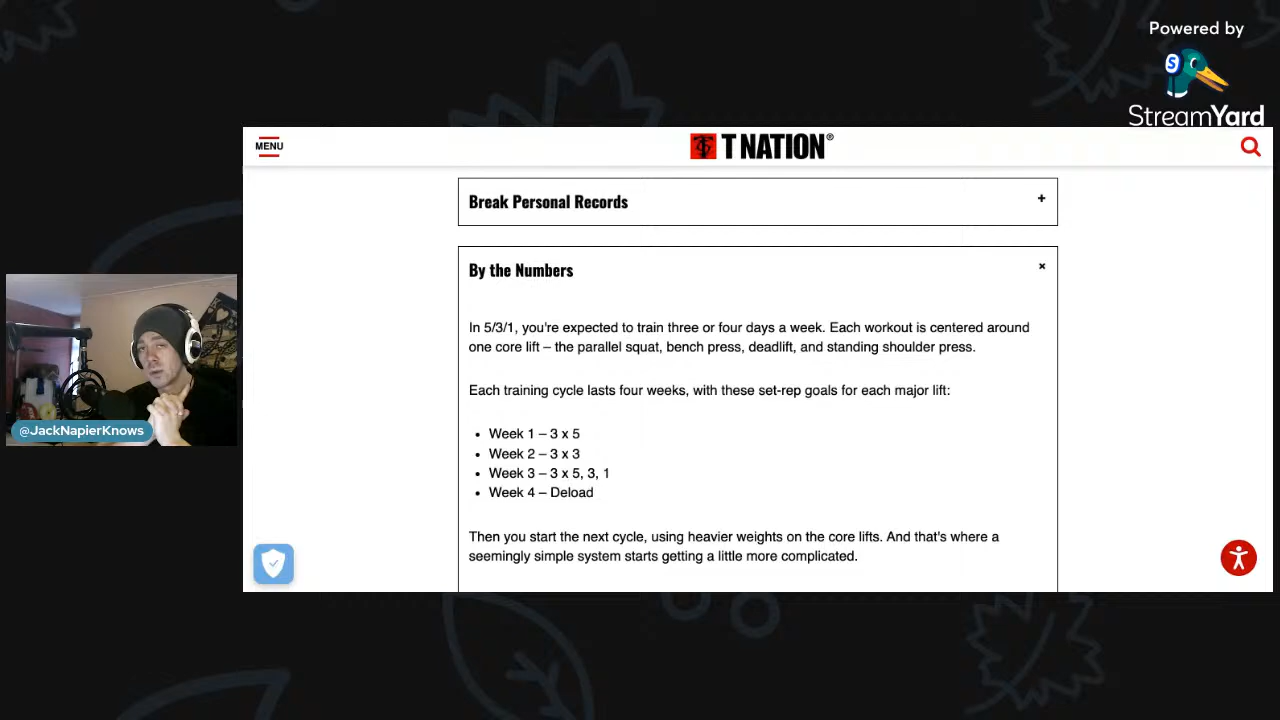 Powered by
StreamYard
MENU
T NATION®
Break Personal Records
+
By the Numbers
×
In 5/3/1, you're expected to train three or four days a week. Each workout is centered around
one core lift – the parallel squat, bench press, deadlift, and standing shoulder press.
Each training cycle lasts four weeks, with these set-rep goals for each major lift:
• Week 1 – 3 x 5
• Week 2 – 3 x 3
• Week 3 – 3 x 5, 3, 1
• Week 4 – Deload
Then you start the next cycle, using heavier weights on the core lifts. And that's where a
seemingly simple system starts getting a little more complicated.
@JackNapierKnows